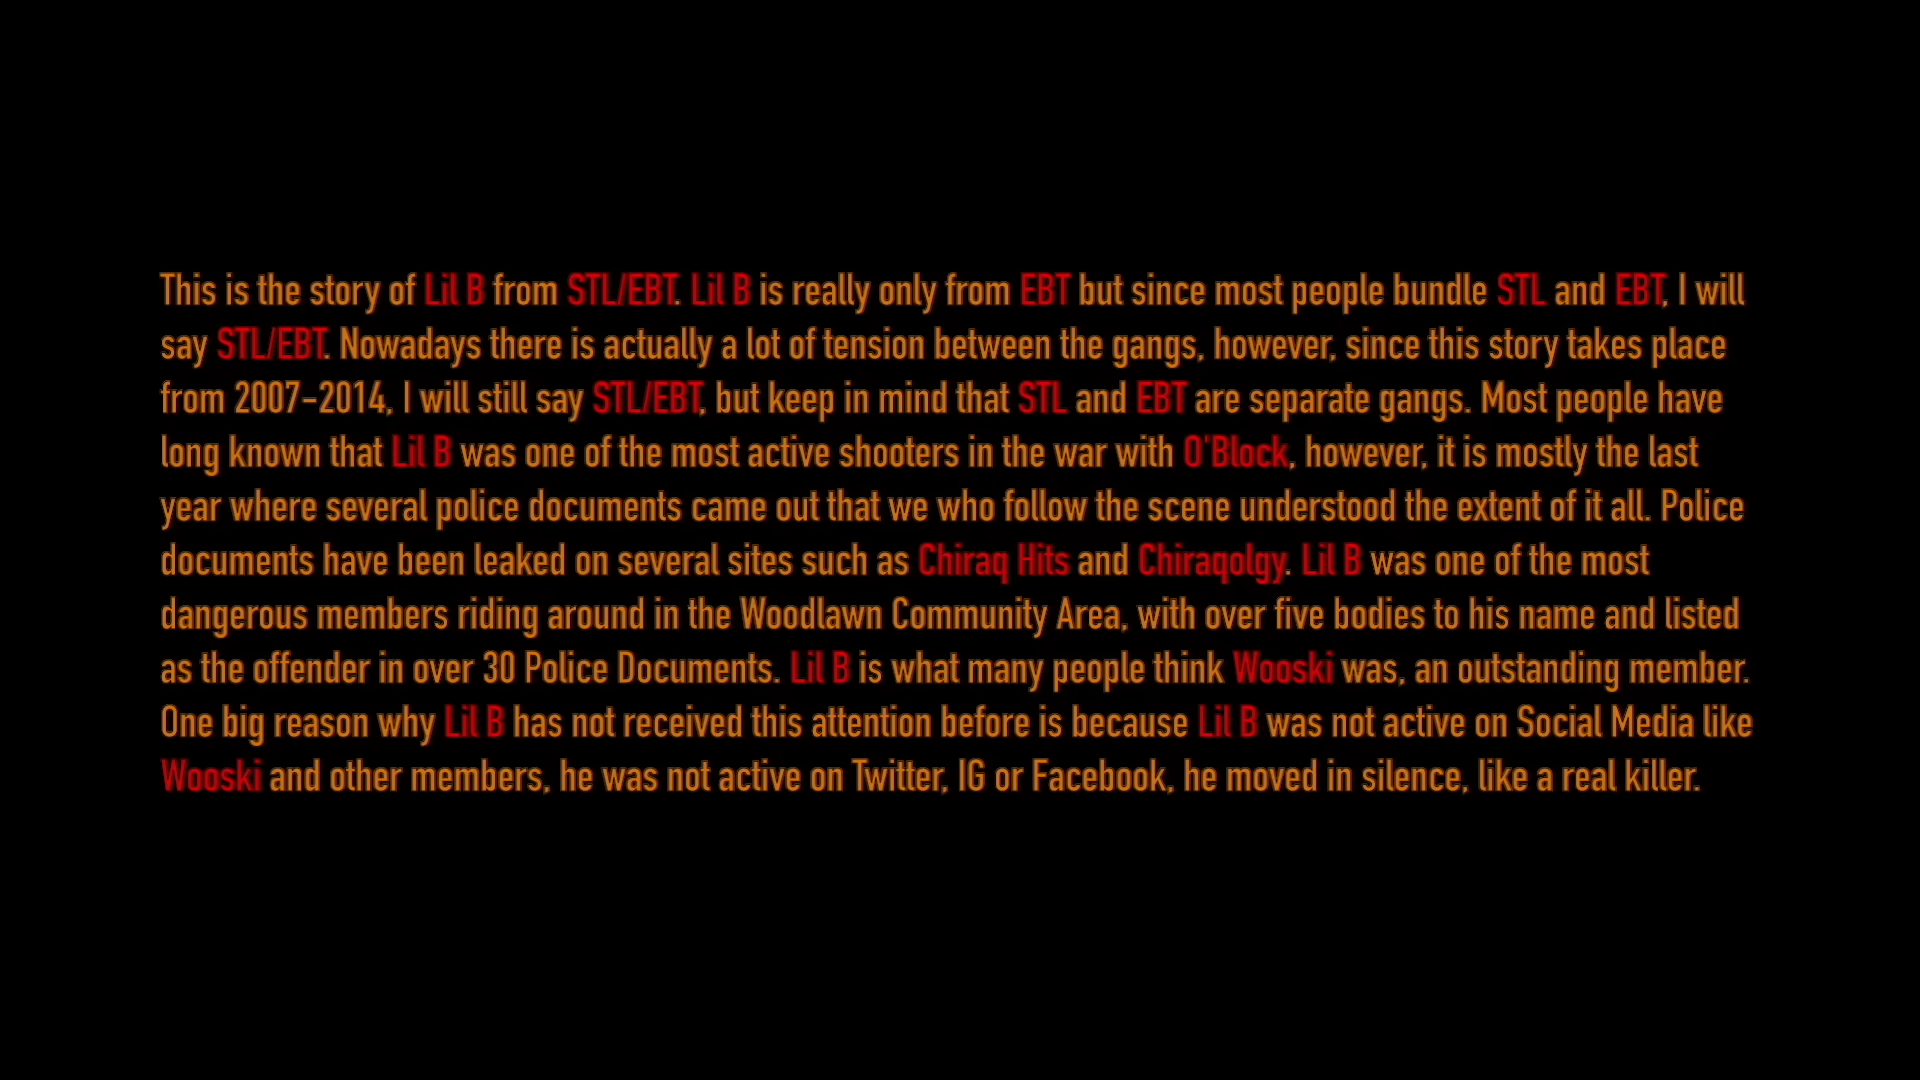 This is the story of Lil B from STL/EBT. Lil B is really only from EBT but since most people bundle STL and EBT, I will
say STL/EBT. Nowadays there is actually a lot of tension between the gangs, however, since this story takes place
from 2007-2014, I will still say STL/EBT, but keep in mind that STL and EBT are separate gangs. Most people have
long known that Lil B was one of the most active shooters in the war with O'Block, however, it is mostly the last
year where several police documents came out that we who follow the scene understood the extent of it all. Police
documents have been leaked on several sites such as Chiraq Hits and Chiraqolgy. Lil B was one of the most
dangerous members riding around in the Woodlawn Community Area, with over five bodies to his name and listed
as the offender in over 30 Police Documents. Lil B is what many people think Wooski was, an outstanding member.
One big reason why Lil B has not received this attention before is because Lil B was not active on Social Media like
Wooski and other members, he was not active on Twitter, IG or Facebook, he moved in silence, like a real killer.